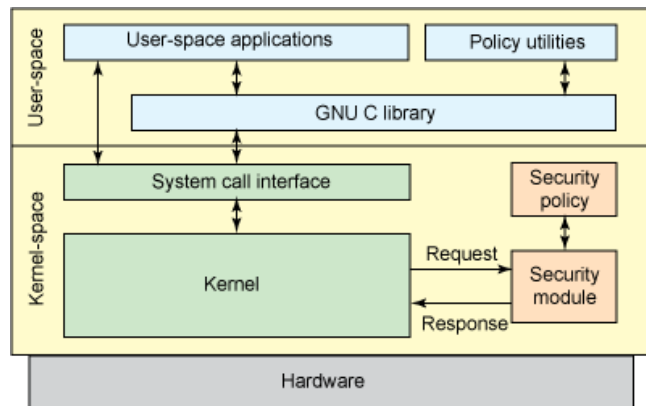 User-space
User-space applications
Policy utilities
GNU C library
Kernel-space
System call interface
Security
policy
Kernel
Request
Response
Security
module
Hardware